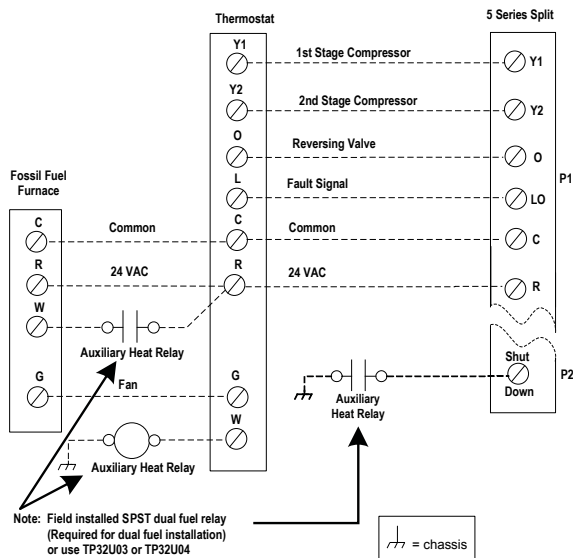 Thermostat
5 Series Split
Y1
1st Stage Compressor
Y1
Y2
2nd Stage Compressor
Y2
O
Reversing Valve
O
P1
Fossil Fuel
Furnace
L
Fault Signal
LO
C
Common
C
Common
C
R
24 VAC
R
24 VAC
R
W
Auxiliary Heat Relay
Shut
Down
P2
G
Fan
G
Auxiliary
Heat Relay
W
Auxiliary Heat Relay
Note: Field installed SPST dual fuel relay
(Required for dual fuel installation)
or use TP32U03 or TP32U04
= chassis